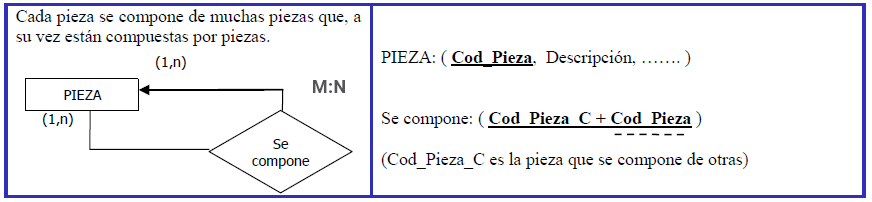 Cada pieza se compone de muchas piezas que, a
su vez están compuestas por piezas.
(1,n)
M:N
PIEZA
(1,n)
Se
compone
PIEZA: ( Cod_Pieza, Descripción, ……. )
Se compone: ( Cod_Pieza_C + Cod_Pieza )
(Cod_Pieza_C es la pieza que se compone de otras)